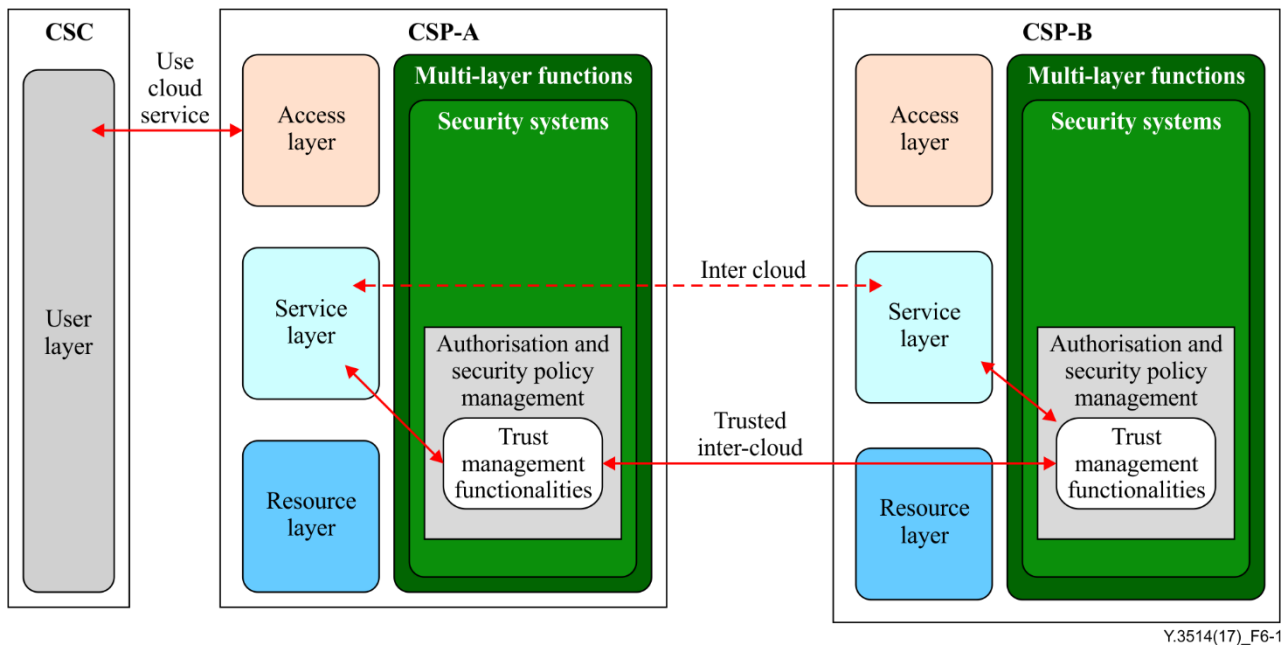 CSC
Use
cloud
service
User
layer
CSP-A
Access
layer
Service
layer
Resource
layer
Multi-layer functions
Security systems
Authorisation and
security policy
management
Trust
management
functionalities
Inter cloud
Trusted
inter-cloud
CSP-B
Access
layer
Service
layer
Resource
layer
Multi-layer functions
Security systems
Authorisation and
security policy
management
Trust
management
functionalities
Y.3514(17)_F6-1